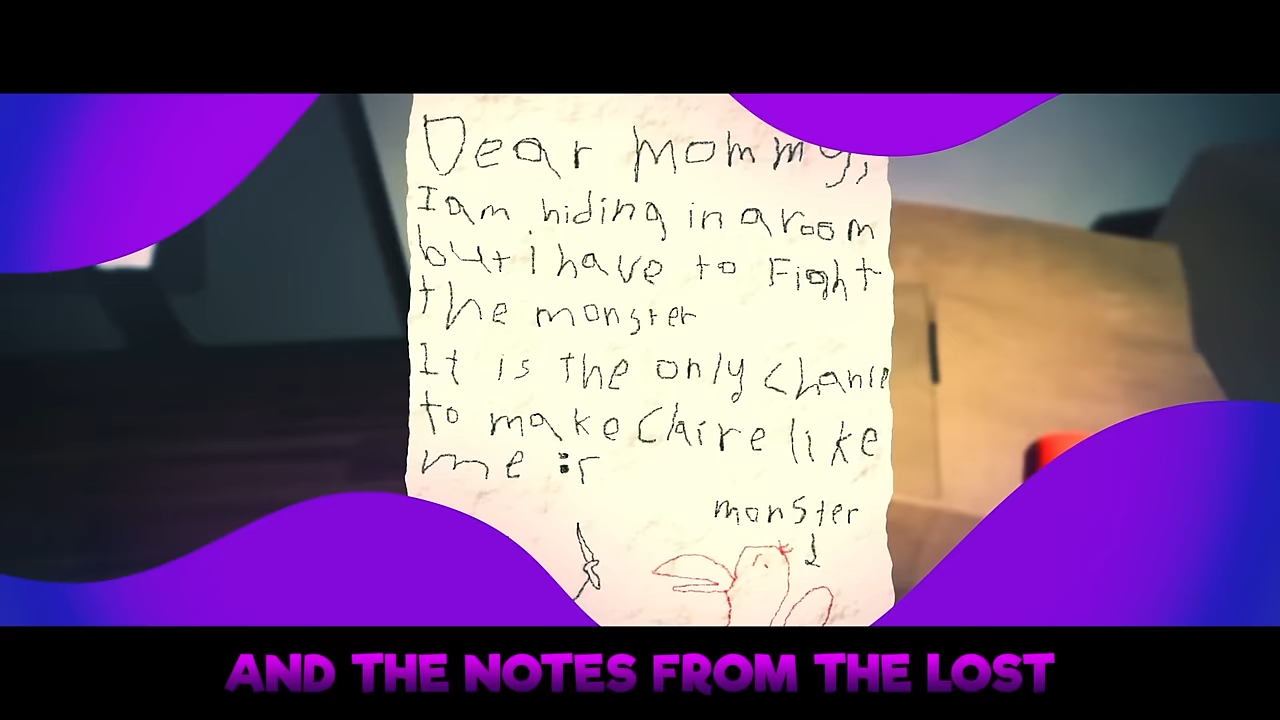 Dear Mommy,
I am hiding in a room
but i have to Fight
the monster
It is the only chance
to make Claire like
me :r
monster
AND THE NOTES FROM THE LOST